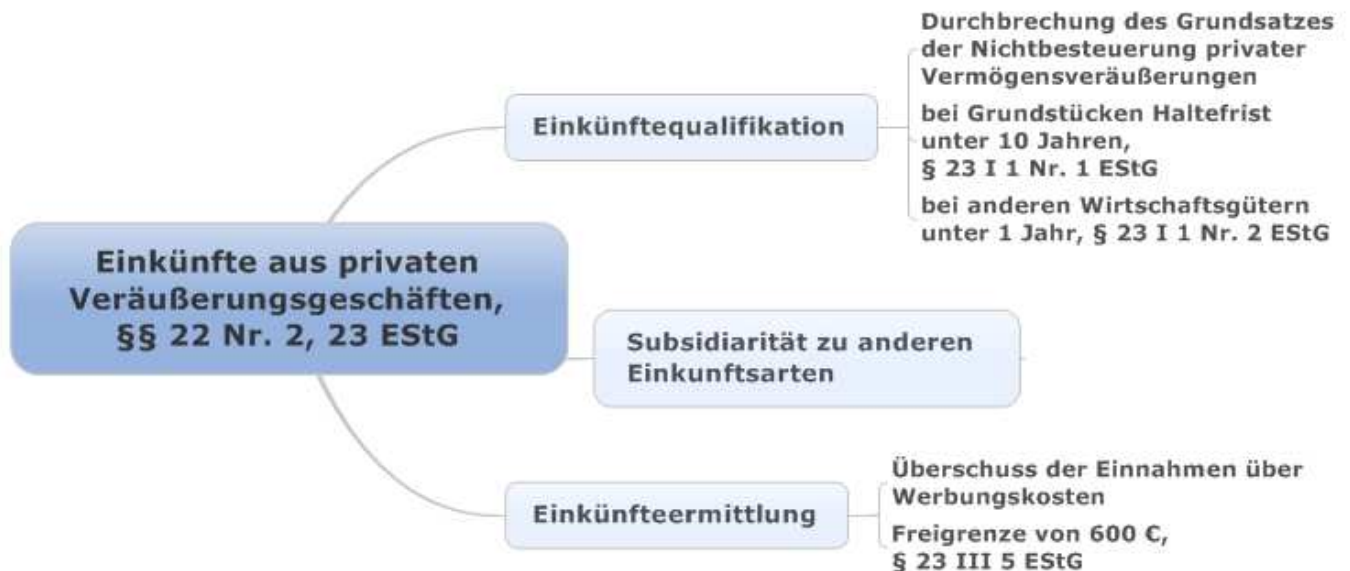 Einkünfte aus privaten
Veräußerungsgeschäften,
§§ 22 Nr. 2, 23 EStG
Einkünftequalifikation
Durchbrechung des Grundsatzes
der Nichtbesteuerung privater
Vermögensveräußerungen
bei Grundstücken Haltefrist
unter 10 Jahren,
§ 23 I 1 Nr. 1 EStG
bei anderen Wirtschaftsgütern
unter 1 Jahr, § 23 I 1 Nr. 2 EStG
Subsidiarität zu anderen
Einkunftsarten
Einkünfteermittlung
Überschuss der Einnahmen über
Werbungskosten
Freigrenze von 600 €,
§ 23 III 5 EStG